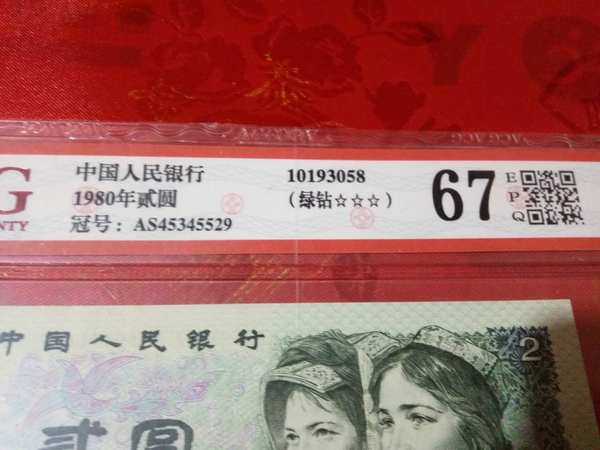 中国人民银行
1980年贰圆
冠号：AS45345529
10193058
（绿钻☆☆☆）
67
E
P
Q
G
NTY
中国人民银行
2
贰圆